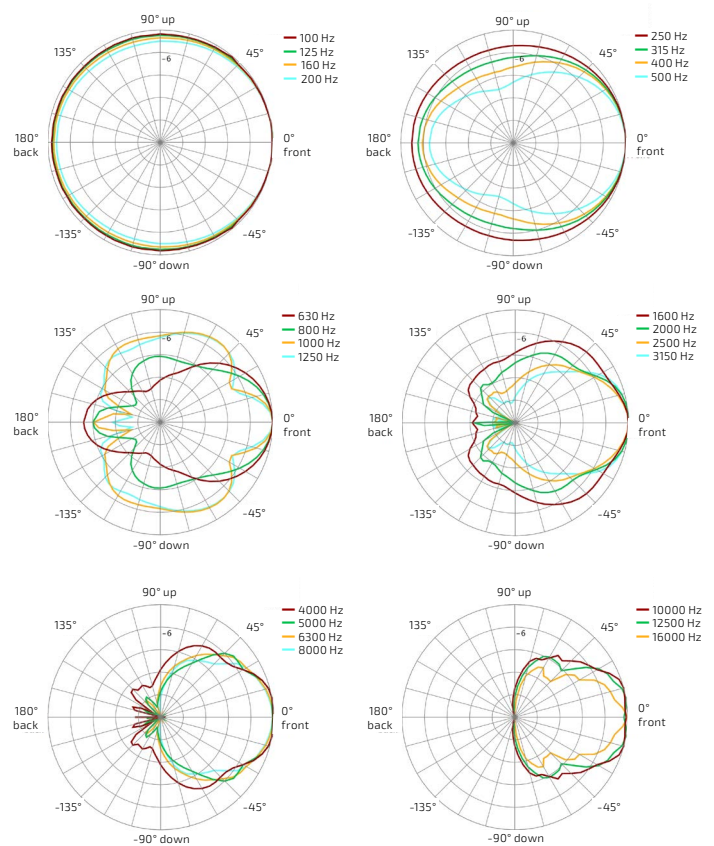 90° up
135°
45°
-6
180°
back
0°
front
-135°
-45°
-90° down
100 Hz
125 Hz
160 Hz
200 Hz
90° up
135°
45°
-6
180°
back
0°
front
-135°
-45°
-90° down
250 Hz
315 Hz
400 Hz
500 Hz
90° up
135°
45°
-6
180°
back
0°
front
-135°
-45°
-90° down
630 Hz
800 Hz
1000 Hz
1250 Hz
90° up
135°
45°
-6
180°
back
0°
front
-135°
-45°
-90° down
1600 Hz
2000 Hz
2500 Hz
3150 Hz
90° up
135°
45°
-6
180°
back
0°
front
-135°
-45°
-90° down
4000 Hz
5000 Hz
6300 Hz
8000 Hz
90° up
135°
45°
-6
180°
back
0°
front
-135°
-45°
-90° down
10000 Hz
12500 Hz
16000 Hz